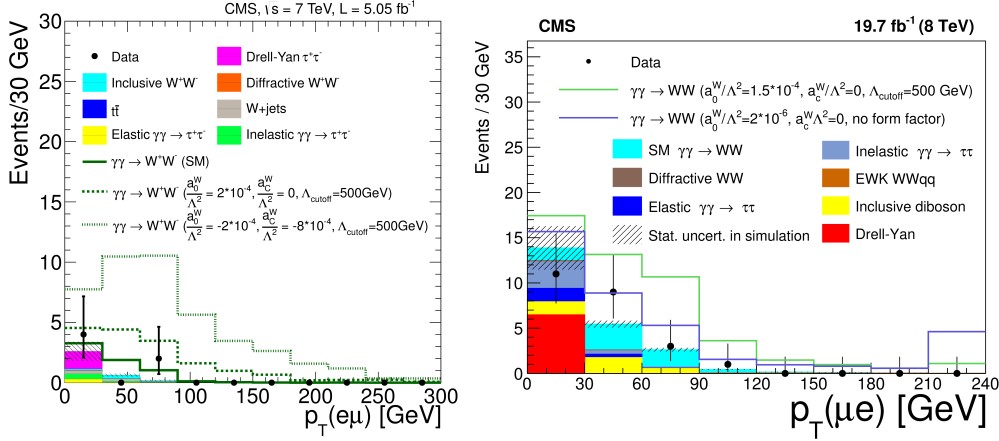 CMS, √s = 7 TeV, L = 5.05 fb⁻¹
Events/30 GeV
30
25
20
15
10
5
0
Data
Drell-Yan τ⁺τ⁻
Inclusive W⁺W⁻
Diffractive W⁺W⁻
tt̄
W+jets
Elastic γγ → τ⁺τ⁻
Inelastic γγ → τ⁺τ⁻
γγ → W⁺W⁻ (SM)
γγ → W⁺W⁻ (a₀ᵂ/Λ² = 2*10⁻⁴, a_Cᵂ/Λ² = 0, Λcutoff=500GeV)
γγ → W⁺W⁻ (a₀ᵂ/Λ² = -2*10⁻⁴, a_Cᵂ/Λ² = -8*10⁻⁴, Λcutoff=500GeV)
0 50 100 150 200 250 300
p_T(eμ) [GeV]
CMS
19.7 fb⁻¹ (8 TeV)
Events/ 30 GeV
35
30
25
20
15
10
5
0
Data
γγ → WW (a₀ᵂ/Λ²=1.5*10⁻⁴, a_cᵂ/Λ²=0, Λcutoff=500 GeV)
γγ → WW (a₀ᵂ/Λ²=2*10⁻⁶, a_cᵂΛ²=0, no form factor)
SM γγ → WW
Inelastic γγ → ττ
Diffractive WW
EWK WWqq
Elastic γγ → ττ
Inclusive diboson
Stat. uncert. in simulation
Drell-Yan
0 30 60 90 120 150 180 210 240
p_T(μe) [GeV]